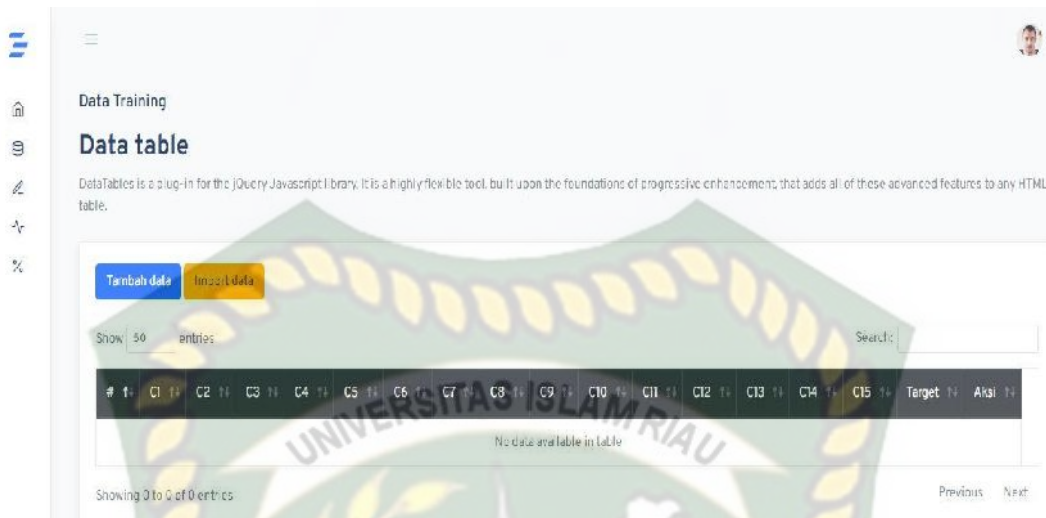 Data Training
Data table
DataTables is a plug-in for the jQuery Javascript library. It is a highly flexible tool, built upon the foundations of progressive enhancement, that adds all of these advanced features to any HTML
table.
Tambah data Import data
Show 50 entries Search:
# C1 C2 C3 C4 C5 C6 C7 C8 C9 C10 C11 C12 C13 C14 C15 Target Aksi
UNIVERSITAS ISLAM RIAU
No data available in table
Showing 0 to 0 of 0 entries Previous Next